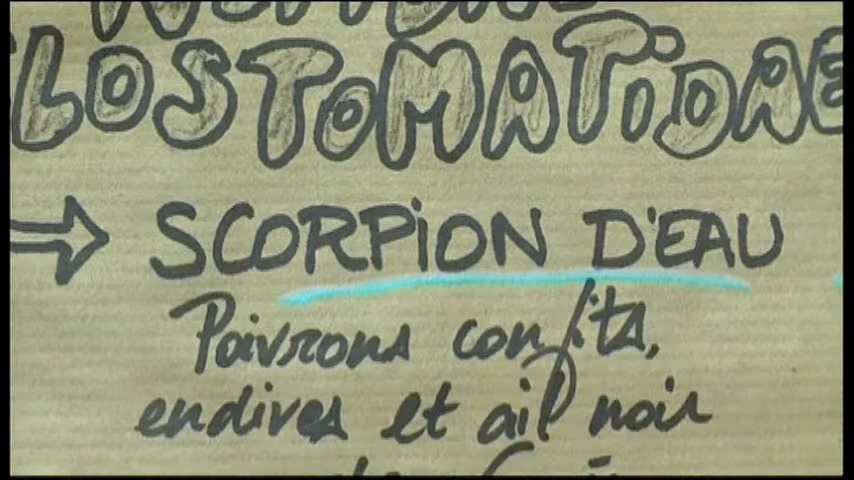 LOSTOMATIDAE
SCORPION D'EAU
Poivrons confits,
endives et ail noir